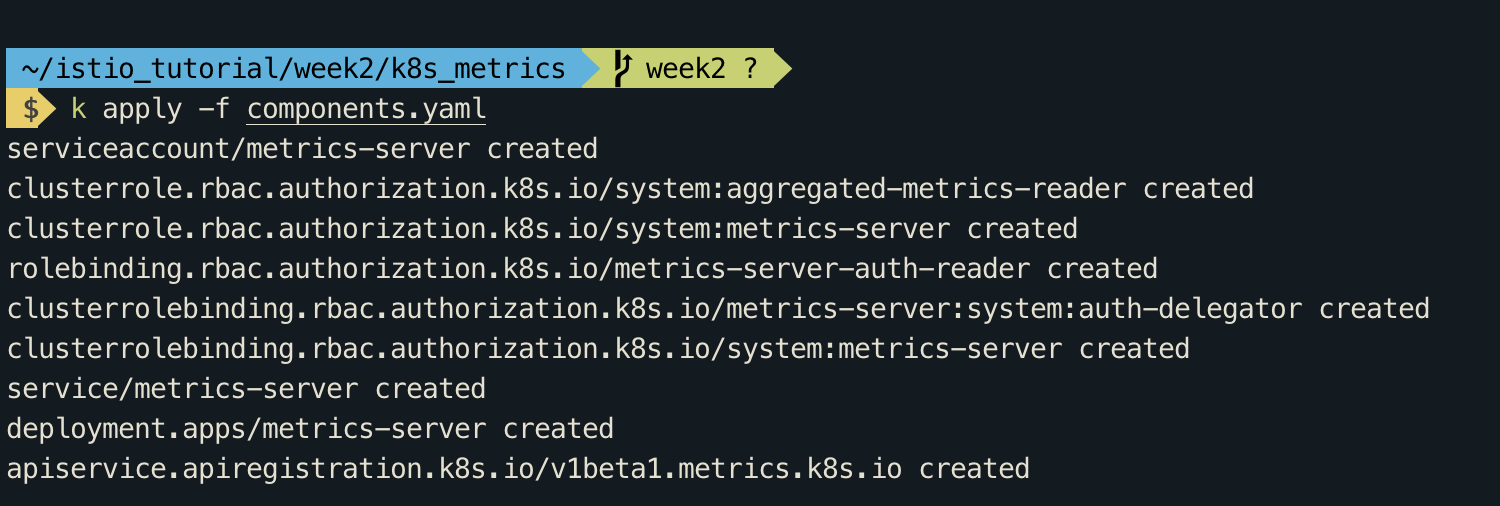 ~/istio_tutorial/week2/k8s_metrics week2 ?
$ k apply -f components.yaml
serviceaccount/metrics-server created
clusterrole.rbac.authorization.k8s.io/system:aggregated-metrics-reader created
clusterrole.rbac.authorization.k8s.io/system:metrics-server created
rolebinding.rbac.authorization.k8s.io/metrics-server-auth-reader created
clusterrolebinding.rbac.authorization.k8s.io/metrics-server:system:auth-delegator created
clusterrolebinding.rbac.authorization.k8s.io/system:metrics-server created
service/metrics-server created
deployment.apps/metrics-server created
apiservice.apiregistration.k8s.io/v1beta1.metrics.k8s.io created